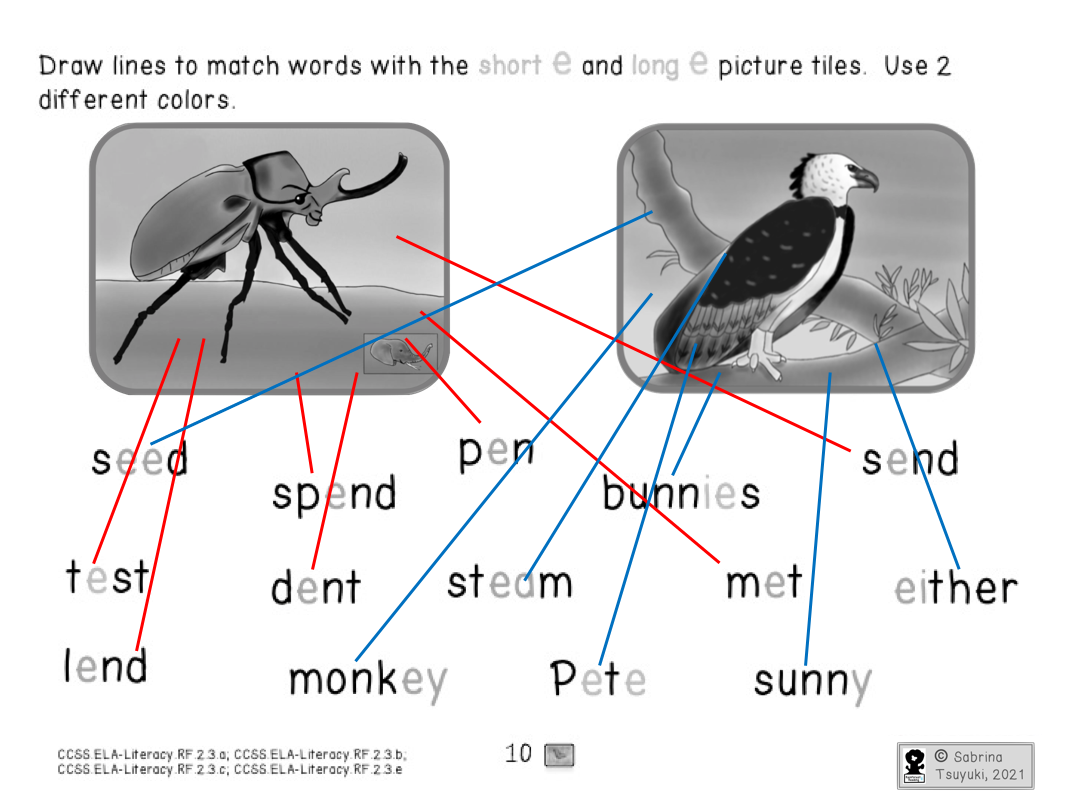 Draw lines to match words with the short e and long e picture tiles. Use 2
different colors.
seed
pen
send
spend
bunnies
test
dent
steam
met
either
lend
monkey
Pete
sunny
CCSS.ELA-Literacy.RF.2.3.a; CCSS.ELA-Literacy.RF.2.3.b;
CCSS.ELA-Literacy.RF.2.3.c; CCSS.ELA-Literacy.RF.2.3.e
10
© Sabrina
Tsuyuki, 2021